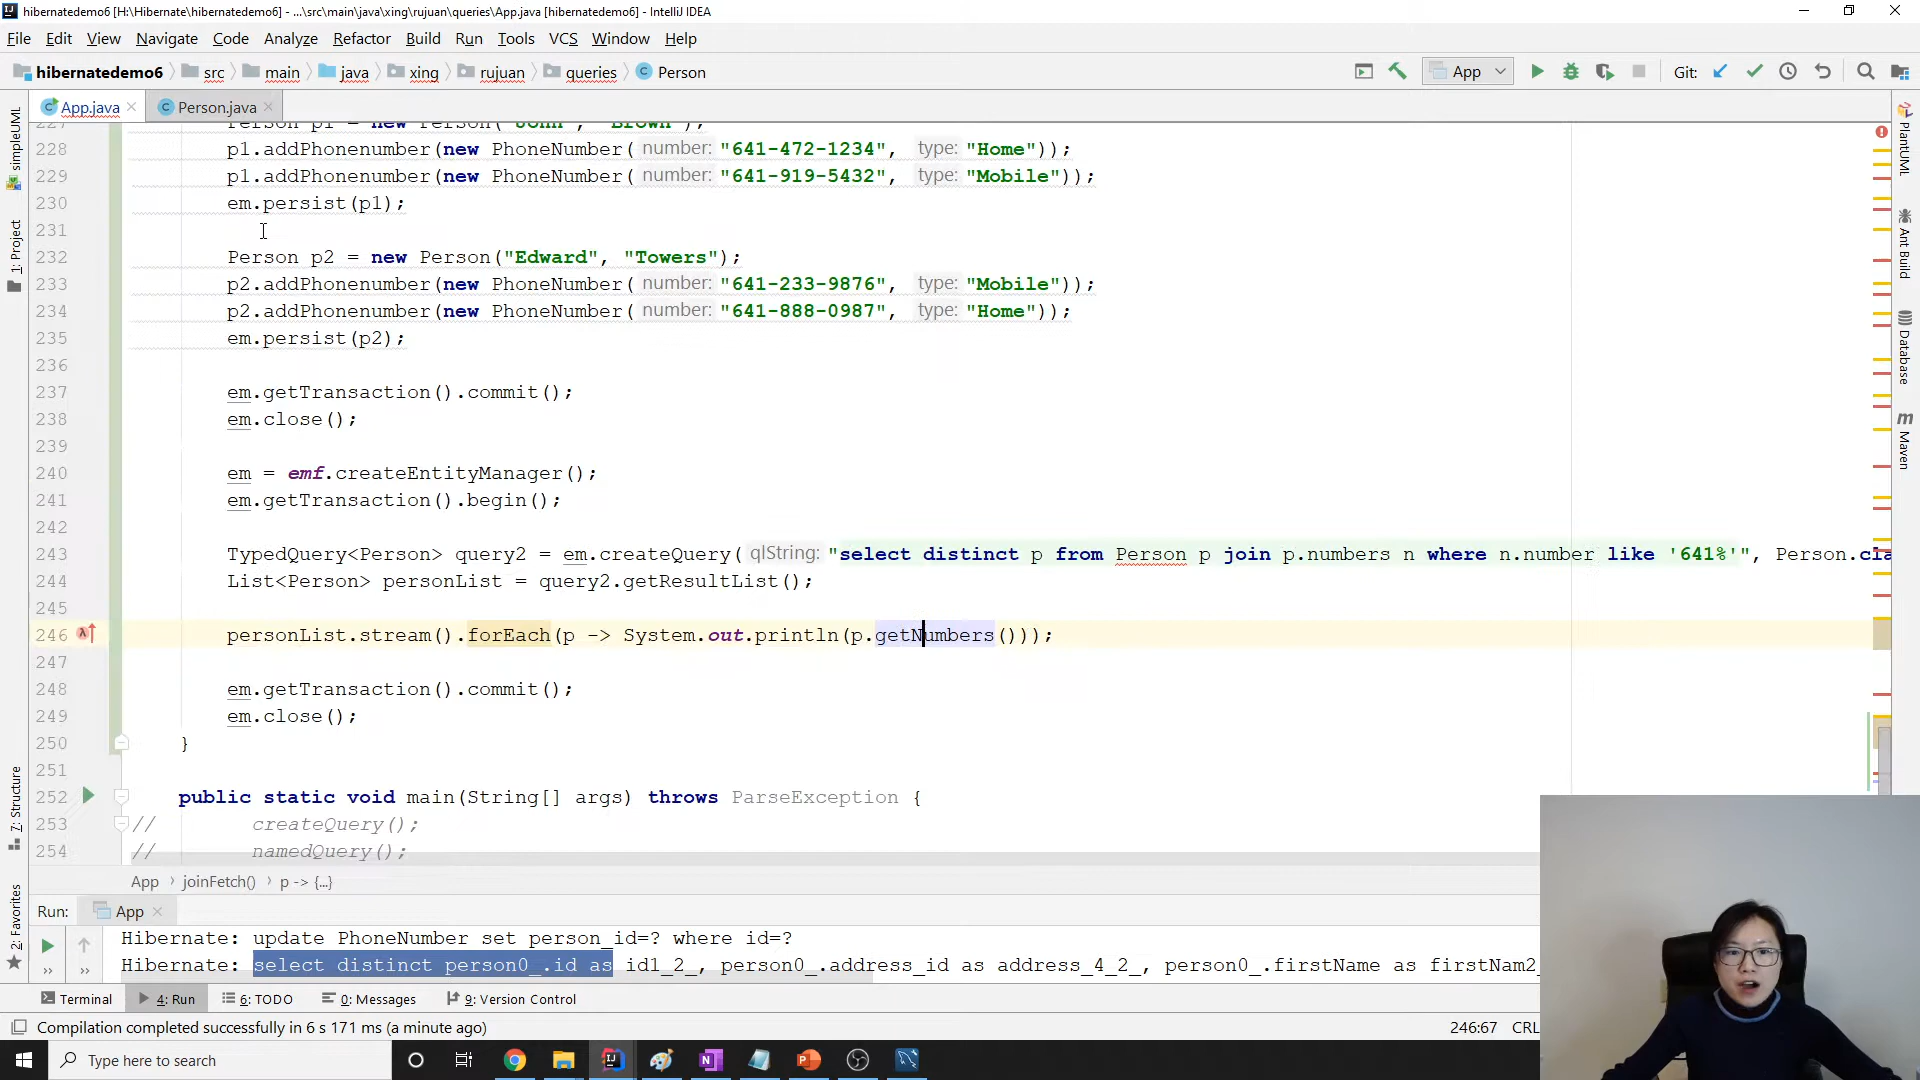 hibernatedemo6 [H:\Hibernate\hibernatedemo6] - ...\src\main\java\xing\rujuan\queries\App.java [hibernatedemo6] - IntelliJ IDEA
File Edit View Navigate Code Analyze Refactor Build Run Tools VCS Window Help
hibernatedemo6 src main java xing rujuan queries Person App Git:
App.java Person.java
227 Person p1 = new Person("John", "Brown");
228 p1.addPhonenumber(new PhoneNumber( number: "641-472-1234", type: "Home"));
229 p1.addPhonenumber(new PhoneNumber( number: "641-919-5432", type: "Mobile"));
230 em.persist(p1);
231
232 Person p2 = new Person("Edward", "Towers");
233 p2.addPhonenumber(new PhoneNumber( number: "641-233-9876", type: "Mobile"));
234 p2.addPhonenumber(new PhoneNumber( number: "641-888-0987", type: "Home"));
235 em.persist(p2);
236
237 em.getTransaction().commit();
238 em.close();
239
240 em = emf.createEntityManager();
241 em.getTransaction().begin();
242
243 TypedQuery<Person> query2 = em.createQuery( qlString: "select distinct p from Person p join p.numbers n where n.number like '641%'", Person.cla
244 List<Person> personList = query2.getResultList();
245
246 personList.stream().forEach(p -> System.out.println(p.getNumbers()));
247
248 em.getTransaction().commit();
249 em.close();
250 }
251
252 public static void main(String[] args) throws ParseException {
253 // createQuery();
254 // namedQuery();
App joinFetch() p -> {...}
Run: App
Hibernate: update PhoneNumber set person_id=? where id=?
Hibernate: select distinct person0_.id as id1_2_, person0_.address_id as address_4_2_, person0_.firstName as firstNam2_
Terminal 4: Run 6: TODO 0: Messages 9: Version Control
Compilation completed successfully in 6 s 171 ms (a minute ago) 246:67 CRL
Type here to search
simpleUML
1: Project
7: Structure
2: Favorites
PlantUML
Ant Build
Database
Maven